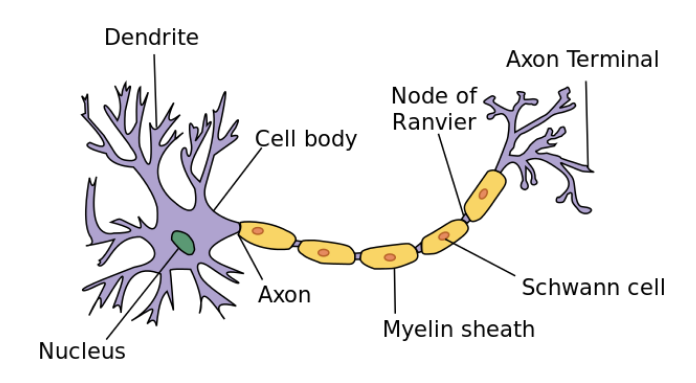 Dendrite
Axon Terminal
Node of
Ranvier
Cell body
Axon
Schwann cell
Myelin sheath
Nucleus